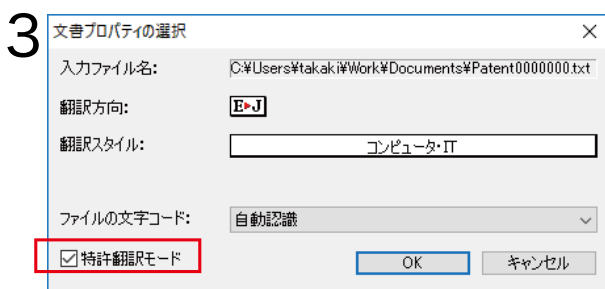 3
文書プロパティの選択
入力ファイル名: C:¥Users¥takaki¥Work¥Documents¥Patent0000000.txt
翻訳方向: E▸J
翻訳スタイル: コンピュータ・IT
ファイルの文字コード: 自動認識
特許翻訳モード OK キャンセル